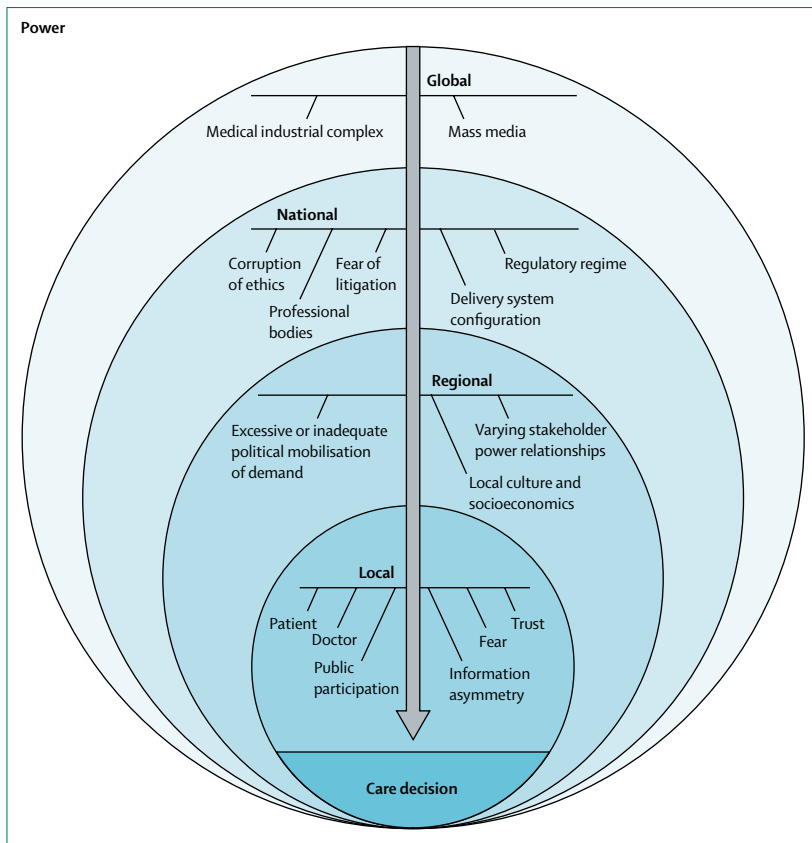 Power
Global
Medical industrial complex
Mass media
National
Corruption
of ethics
Professional
bodies
Fear of
litigation
Delivery system
configuration
Regulatory regime
Regional
Excessive or inadequate
political mobilisation
of demand
Local culture and
socioeconomics
Varying stakeholder
power relationships
Local
Patient
Doctor
Public
participation
Information
asymmetry
Fear
Trust
Care decision